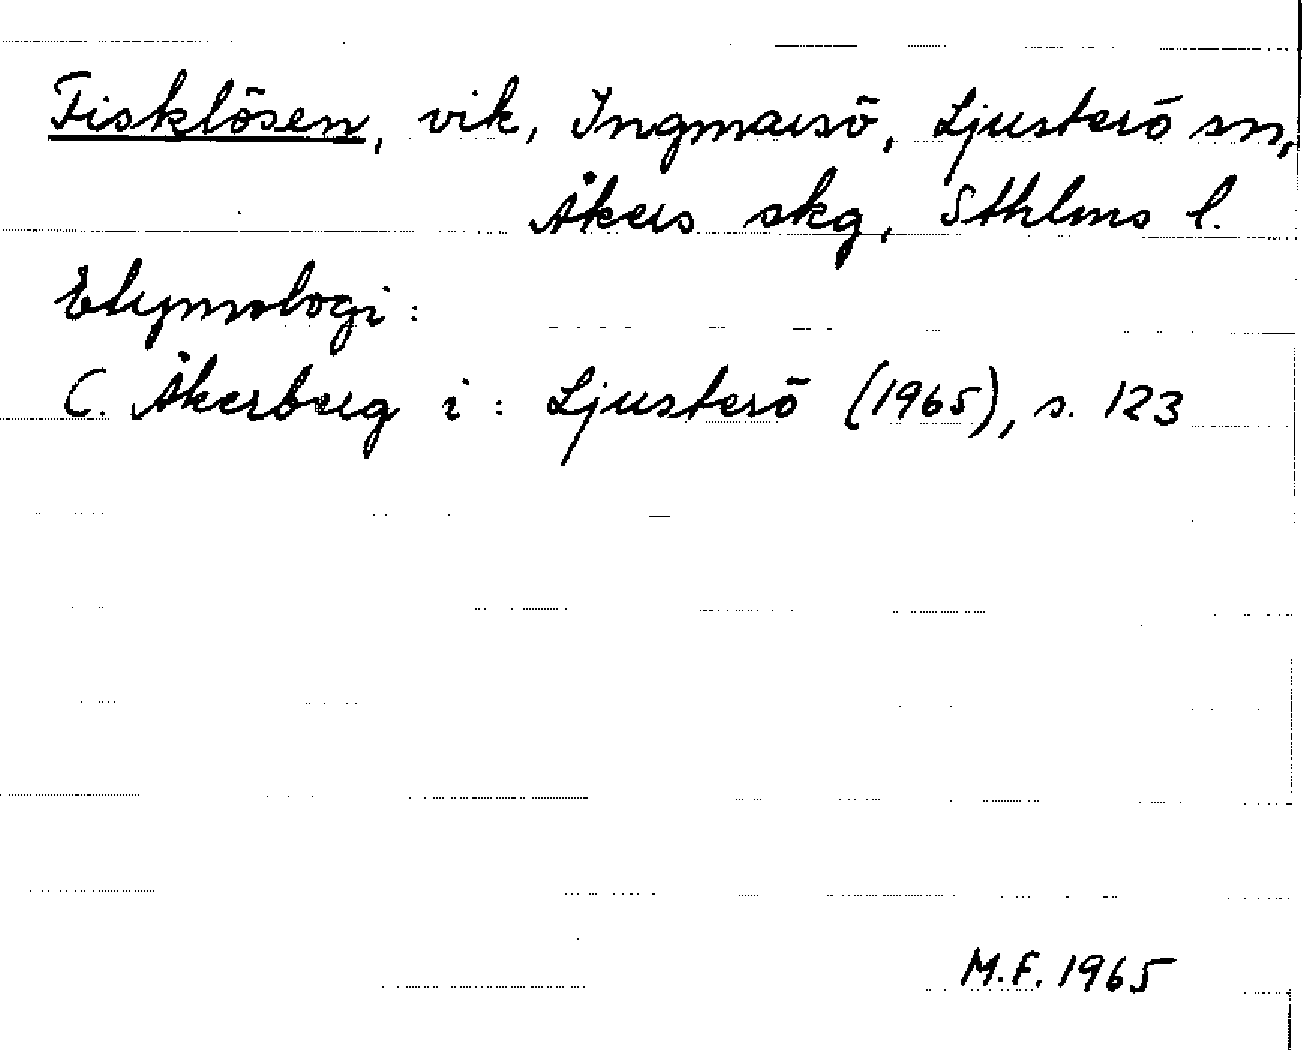 Fisklösen, vik, Ingmarsö, Ljusterö sn,
Åkers skg, Sthlms l.
Etymologi:
C. Åkerberg i: Ljusterö (1965), s. 123
M.F. 1965